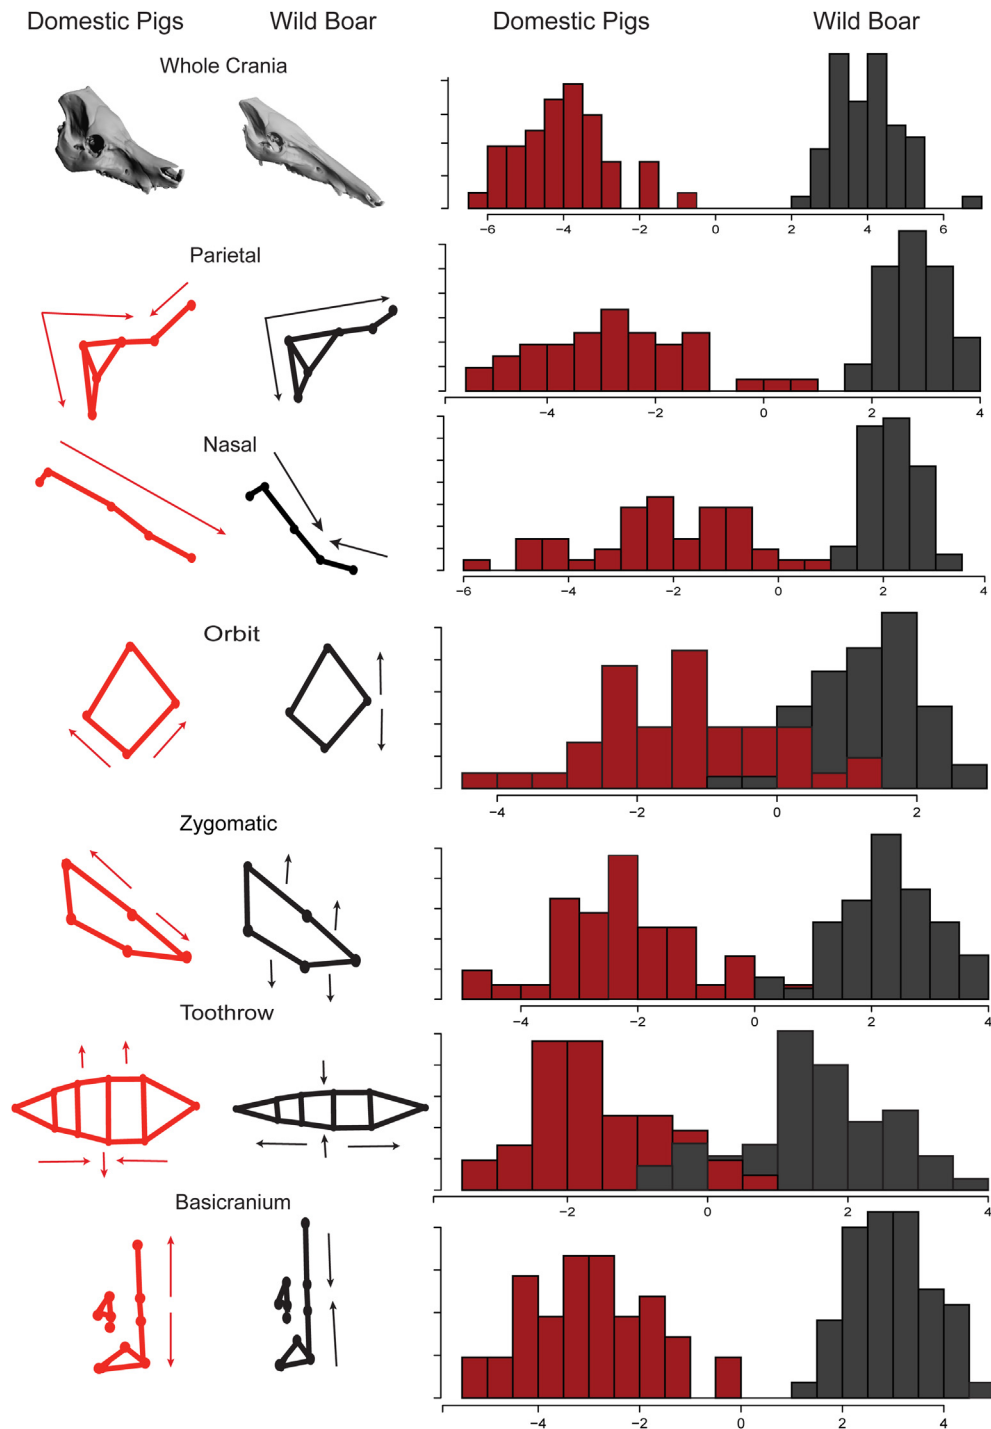 Domestic Pigs Wild Boar Domestic Pigs Wild Boar
Whole Crania
−6 −4 −2 0 2 4 6
Parietal
−4 −2 0 2 4
Nasal
−6 −4 −2 0 2 4
Orbit
−4 −2 0 2
Zygomatic
−4 −2 0 2 4
Toothrow
−2 0 2 4
Basicranium
−4 −2 0 2 4